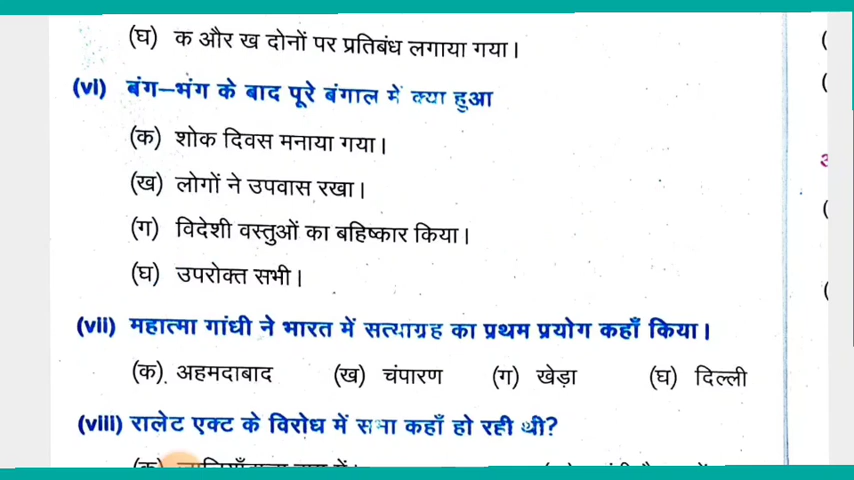 (घ) क और ख दोनों पर प्रतिबंध लगाया गया।
(vi) बंग–भंग के बाद पूरे बंगाल में क्या हुआ
(क) शोक दिवस मनाया गया।
(ख) लोगों ने उपवास रखा।
(ग) विदेशी वस्तुओं का बहिष्कार किया।
(घ) उपरोक्त सभी।
(vii) महात्मा गांधी ने भारत में सत्याग्रह का प्रथम प्रयोग कहाँ किया।
(क). अहमदाबाद (ख) चंपारण (ग) खेड़ा (घ) दिल्ली
(viii) रालेट एक्ट के विरोध में सभा कहाँ हो रही थी?